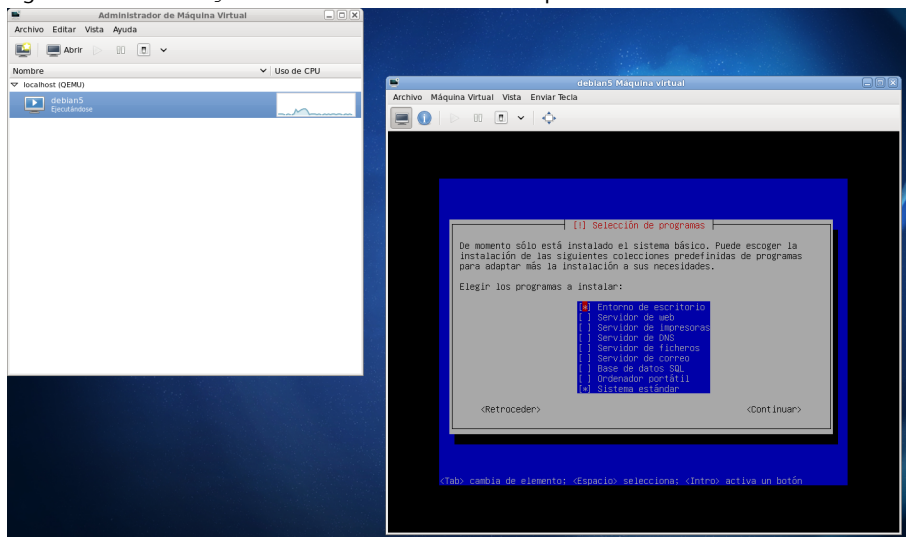 Administrador de Máquina Virtual
Archivo Editar Vista Ayuda
Abrir
Nombre Uso de CPU
localhost (QEMU)
debian5
Ejecutándose
debian5 Máquina virtual
Archivo Máquina Virtual Vista Enviar Tecla
[!] Selección de programas
De momento sólo está instalado el sistema básico. Puede escoger la
instalación de las siguientes colecciones predefinidas de programas
para adaptar más la instalación a sus necesidades.
Elegir los programas a instalar:
[*] Entorno de escritorio
[ ] Servidor de web
[ ] Servidor de impresoras
[ ] Servidor de DNS
[ ] Servidor de ficheros
[ ] Servidor de correo
[ ] Base de datos SQL
[ ] Ordenador portátil
[*] Sistema estándar
<Retroceder> <Continuar>
<Tab> cambia de elemento; <Espacio> selecciona; <Intro> activa un botón